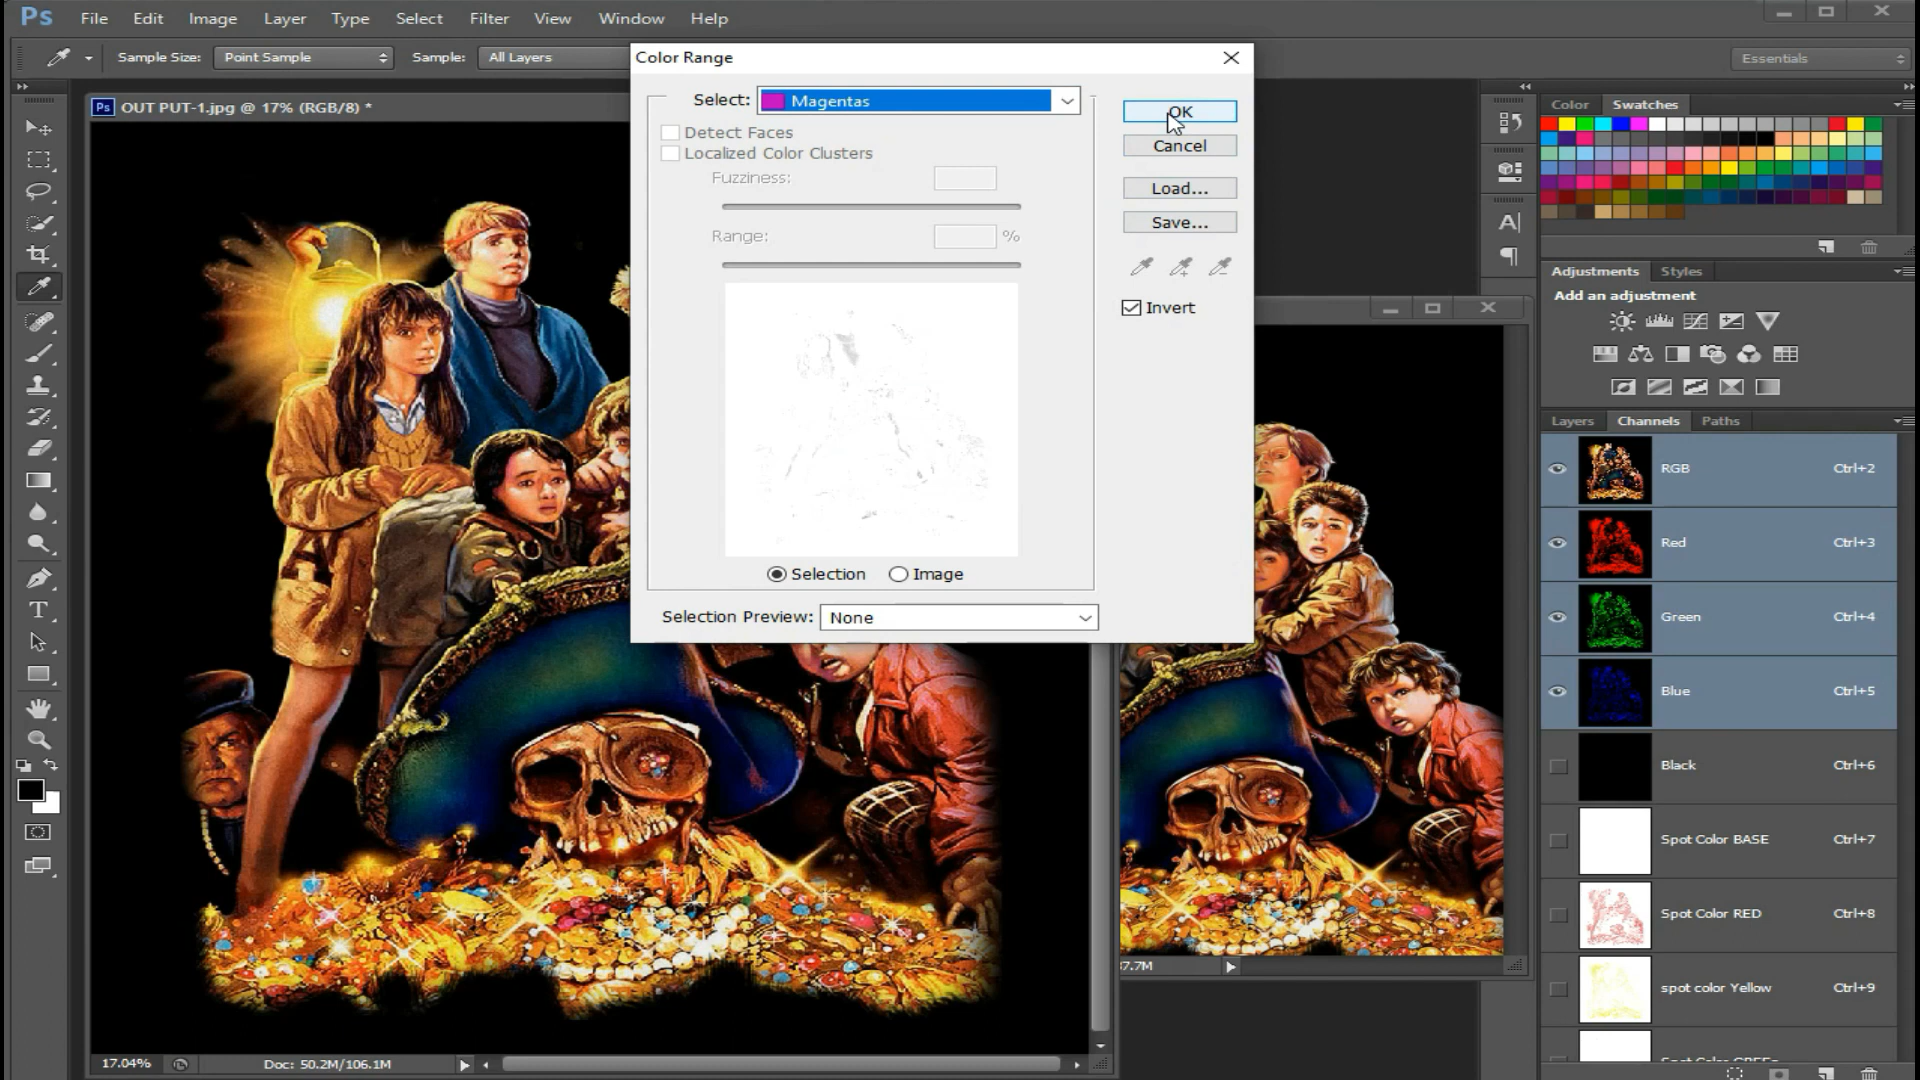 Ps File Edit Image Layer Type Select Filter View Window Help
Sample Size: Point Sample Sample: All Layers
Essentials
Color Range
Select: Magentas
Detect Faces
Localized Color Clusters
Fuzziness:
Range: %
Selection Image
Selection Preview: None
OK
Cancel
Load...
Save...
Invert
Ps OUT PUT-1.jpg @ 17% (RGB/8) *
17.04% Doc: 50.2M/106.1M
37.7M
Color Swatches
Adjustments Styles
Add an adjustment
Layers Channels Paths
RGB Ctrl+2
Red Ctrl+3
Green Ctrl+4
Blue Ctrl+5
Black Ctrl+6
Spot Color BASE Ctrl+7
Spot Color RED Ctrl+8
spot color Yellow Ctrl+9